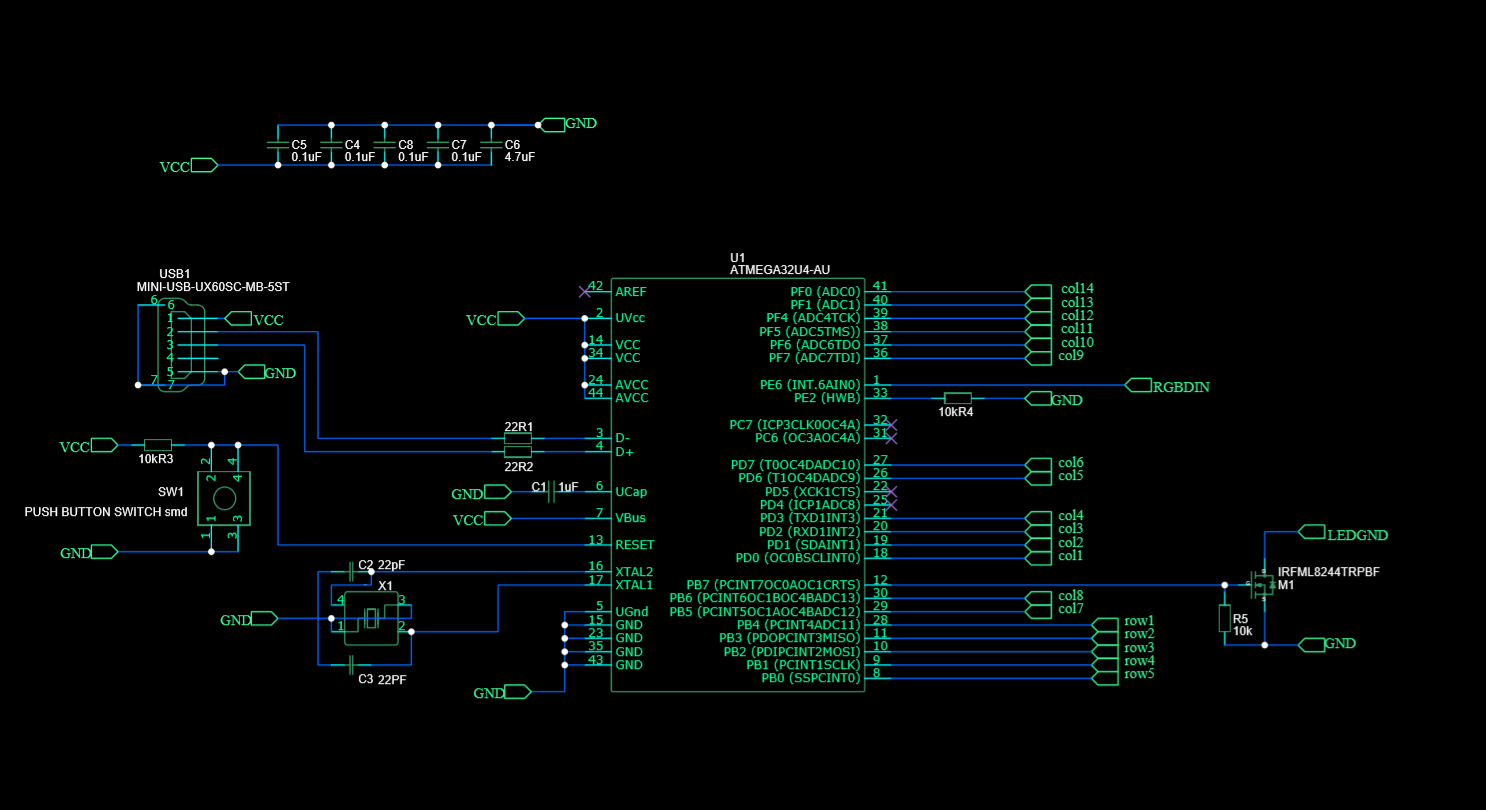 GND
C5
0.1uF
C4
0.1uF
C8
0.1uF
C7
0.1uF
C6
4.7uF
VCC
U1
ATMEGA32U4-AU
USB1
MINI-USB-UX60SC-MB-5ST
6
6
1
2
3
4
5
7
7
VCC
GND
VCC
42 AREF
2 UVcc
14 VCC
34 VCC
24 AVCC
44 AVCC
22R1
3 D-
4 D+
22R2
GND
C1
1uF
6 UCap
VCC
7 VBus
13 RESET
16 XTAL2
17 XTAL1
5 UGnd
15 GND
23 GND
35 GND
43 GND
GND
VCC
10kR3
2
4
2
4
SW1
PUSH BUTTON SWITCH smd
1
3
1
3
GND
C2 22pF
X1
4
3
1
2
GND
C3 22PF
PF0 (ADC0) 41 col14
PF1 (ADC1) 40 col13
PF4 (ADC4TCK) 39 col12
PF5 (ADC5TMS)) 38 col11
PF6 (ADC6TDO 37 col10
PF7 (ADC7TDI) 36 col9
PE6 (INT.6AIN0) 1 RGBDIN
PE2 (HWB) 33 GND
10kR4
PC7 (ICP3CLK0OC4A) 32
PC6 (OC3AOC4A) 31
PD7 (T0OC4DADC10) 27 col6
PD6 (T1OC4DADC9) 26 col5
PD5 (XCK1CTS) 22
PD4 (ICP1ADC8) 25
PD3 (TXD1INT3) 21 col4
PD2 (RXD1INT2) 20 col3
PD1 (SDAINT1) 19 col2
PD0 (OC0BSCLINT0) 18 col1
PB7 (PCINT7OC0AOC1CRTS) 12
PB6 (PCINT6OC1BOC4BADC13) 30 col8
PB5 (PCINT5OC1AOC4BADC12) 29 col7
PB4 (PCINT4ADC11) 28 row1
PB3 (PDOPCINT3MISO) 11 row2
PB2 (PDIPCINT2MOSI) 10 row3
PB1 (PCINT1SCLK) 9 row4
PB0 (SSPCINT0) 8 row5
LEDGND
IRFML8244TRPBF
M1
R5
10k
GND